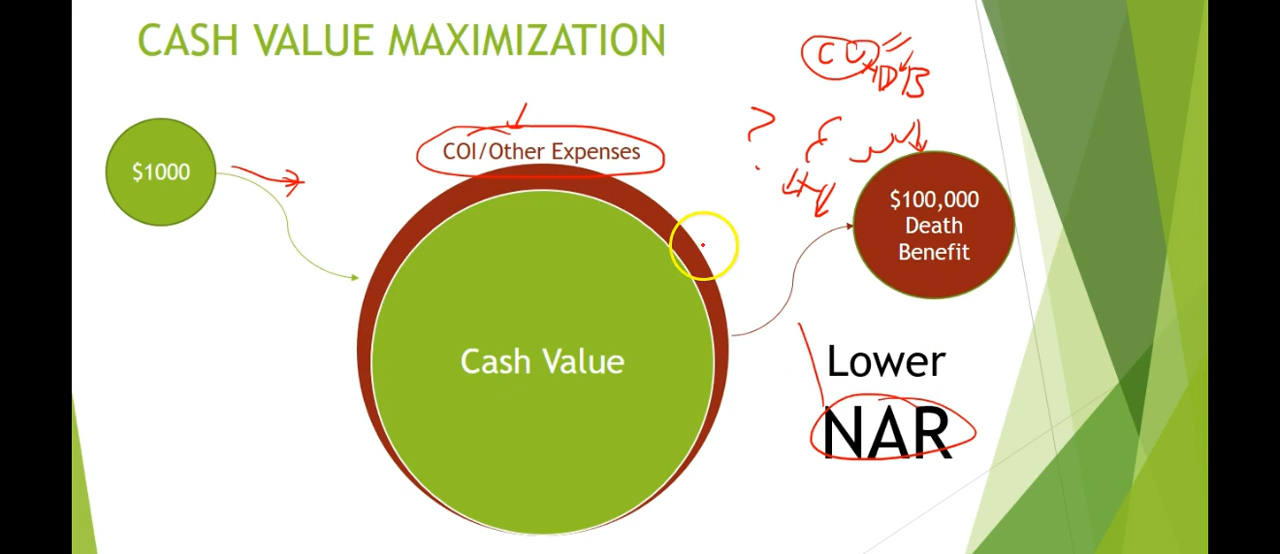 CASH VALUE MAXIMIZATION
$1000
COI/Other Expenses
Cash Value
$100,000
Death
Benefit
Lower
NAR
?